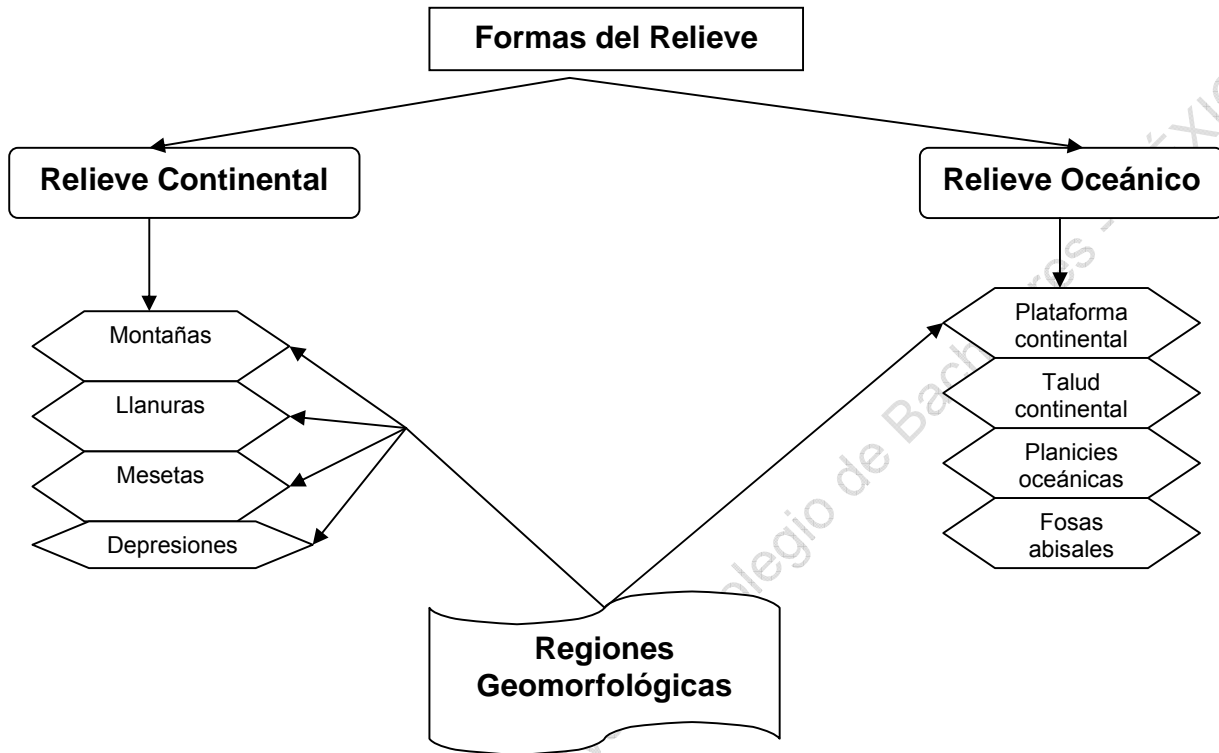 Formas del Relieve
Relieve Continental
Relieve Oceánico
Montañas
Llanuras
Mesetas
Depresiones
Plataforma
continental
Talud
continental
Planicies
oceánicas
Fosas
abisales
Regiones
Geomorfológicas